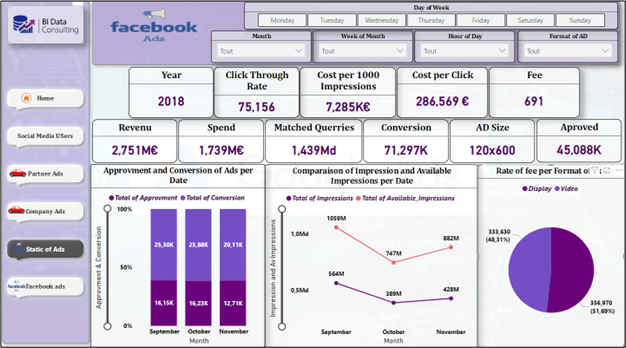 BI Data
Consulting
Home
Social Media USers
Partner Ads
Company Ads
Static of Ads
Facebook ads
facebook
Ads
Day of Week
Monday Tuesday Wednesday Thursday Friday Saturday Sunday
Month Week of Month Hour of Day Format of AD
Tout Tout Tout Tout
Year
2018
Click Through
Rate
75,156
Cost per 1000
Impressions
7,285K€
Cost per Click
286,569 €
Fee
691
Revenu
2,751M€
Spend
1,739M€
Matched Querries
1,439Md
Conversion
71,297K
AD Size
120x600
Aproved
45,088K
Approvment and Conversion of Ads per
Date
Total of Approvment Total of Conversion
Approvment & Conversion
100%
50%
0%
25,30K 25,88K 20,11K
16,15K 16,23K 12,71K
September October November
Month
Comparaison of Impression and Available
Impressions per Date
Total of Impressions Total of Available_Impressions
Impression and Av.Impressions
1,0Md
0,5Md
1059M
747M
882M
564M
389M
428M
September October November
Month
Rate of fee per Format of
Display Video
333,630
(48,31%)
356,970
(51,69%)